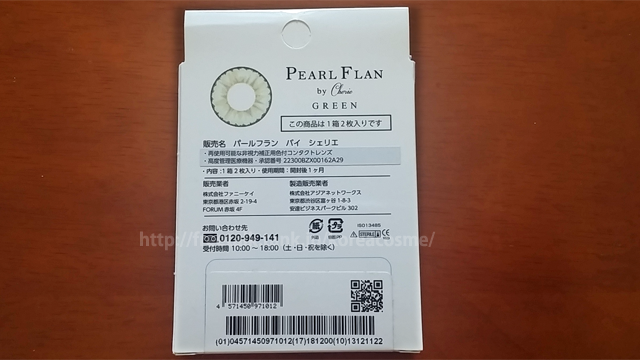 PEARL FLAN
by Cherie
GREEN
この商品は1箱2枚入りです
販売名 パールフラン バイ シェリエ
・再使用可能な非視力補正用色付コンタクトレンズ
・高度管理医療機器・承認番号 22300BZX00162A29
・内容：1箱2枚入り・使用期間：開封後1ヶ月
販売業者
株式会社ファニーケイ
東京都港区赤坂 2-19-4
FORUM 赤坂 4F
製造販売業者
株式会社アジアネットワークス
東京都渋谷区富ヶ谷 1-8-3
安達ビジネスパークビル 302
お問い合わせ先
0120-949-141
受付時間 10:00 ～ 18:00（土・日・祝を除く）
ISO13485
STERILE
4 571450 971012
(01)04571450971012(17)181200(10)13121122